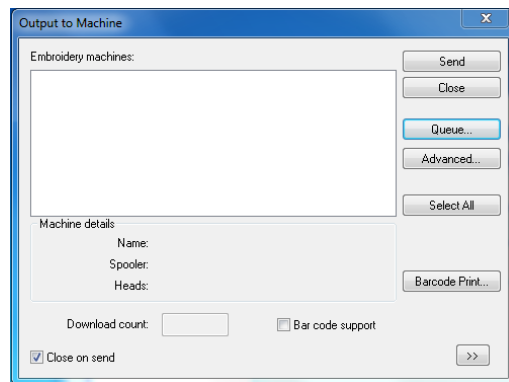 Output to Machine
X
Embroidery machines:
Send
Close
Queue...
Advanced...
Select All
Machine details
Name:
Spooler:
Heads:
Barcode Print...
Download count:
Bar code support
Close on send
>>